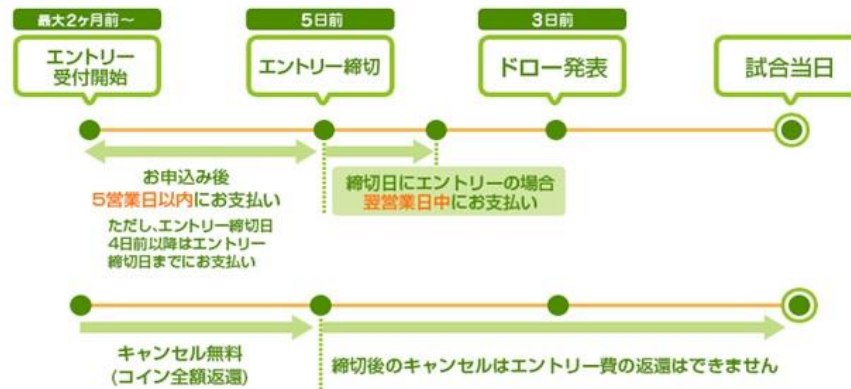 最大2ヶ月前～
エントリー
受付開始
5日前
エントリー締切
3日前
ドロー発表
試合当日
お申込み後
5営業日以内にお支払い
ただし、エントリー締切日
4日前以降はエントリー
締切日までにお支払い
締切日にエントリーの場合
翌営業日中にお支払い
キャンセル無料
(コイン全額返還)
締切後のキャンセルはエントリー費の返還はできません